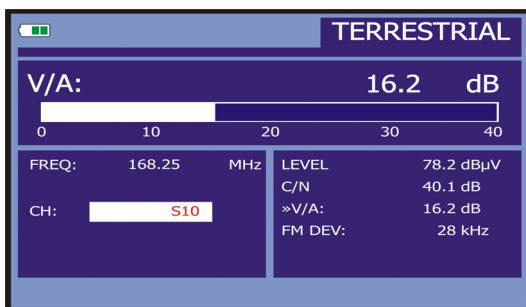 TERRESTRIAL
V/A: 16.2 dB
0 10 20 30 40
FREQ: 168.25 MHz
CH: S10
LEVEL 78.2 dBµV
C/N 40.1 dB
»V/A: 16.2 dB
FM DEV: 28 kHz